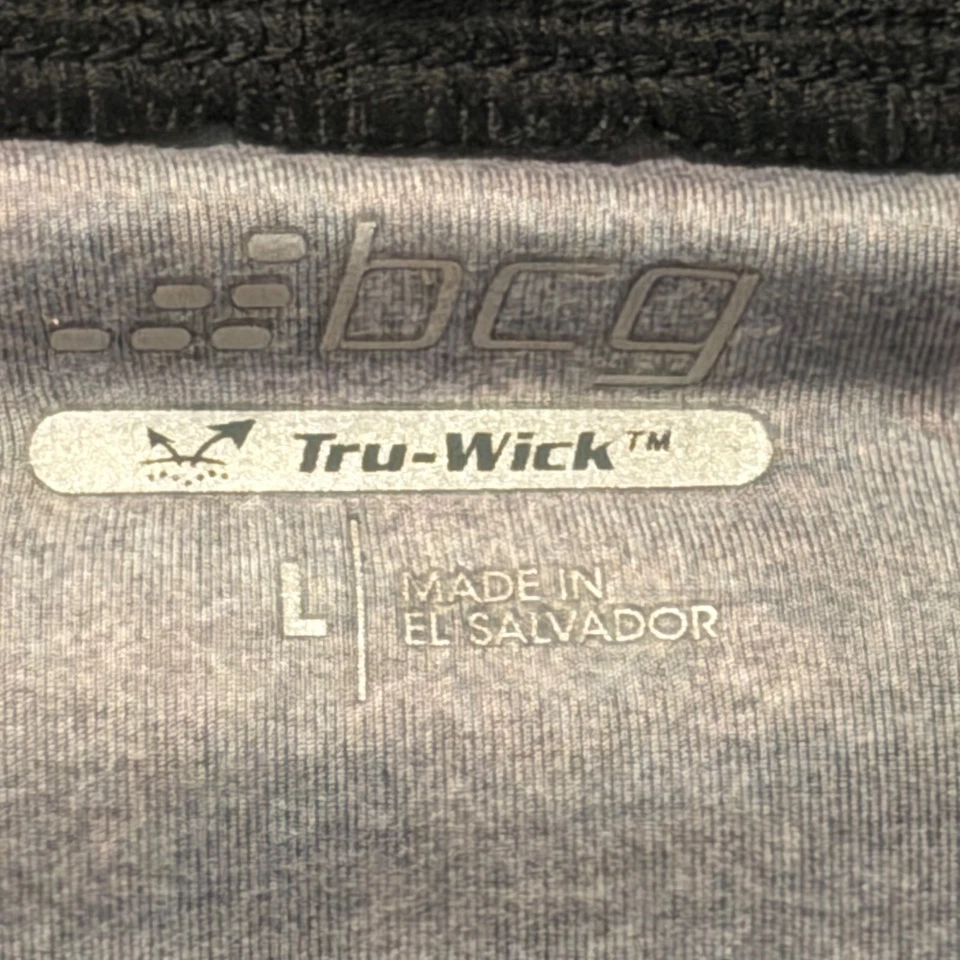 bcg
Tru-Wick™
L
MADE IN
EL SALVADOR